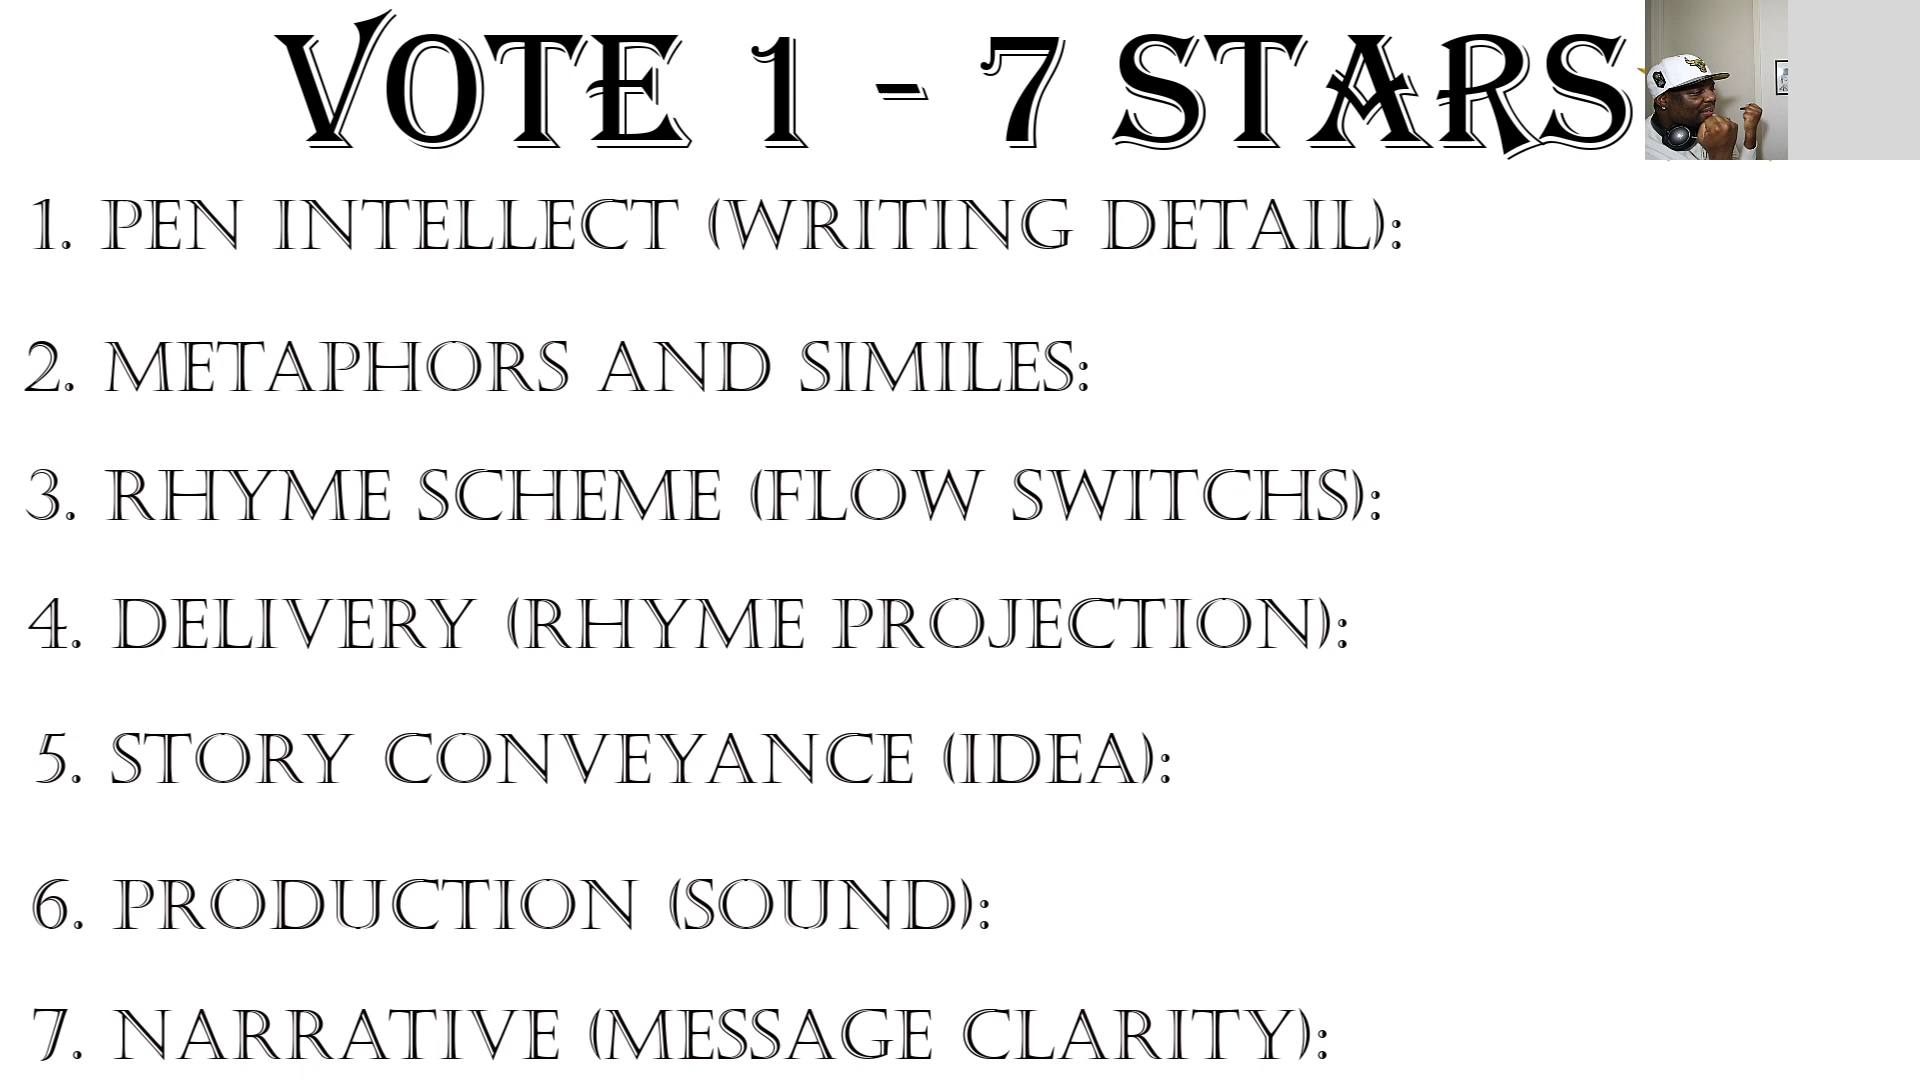 VOTE 1 - 7 STARS
1. PEN INTELLECT (WRITING DETAIL):
2. METAPHORS AND SIMILES:
3. RHYME SCHEME (FLOW SWITCHS):
4. DELIVERY (RHYME PROJECTION):
5. STORY CONVEYANCE (IDEA):
6. PRODUCTION (SOUND):
7. NARRATIVE (MESSAGE CLARITY):